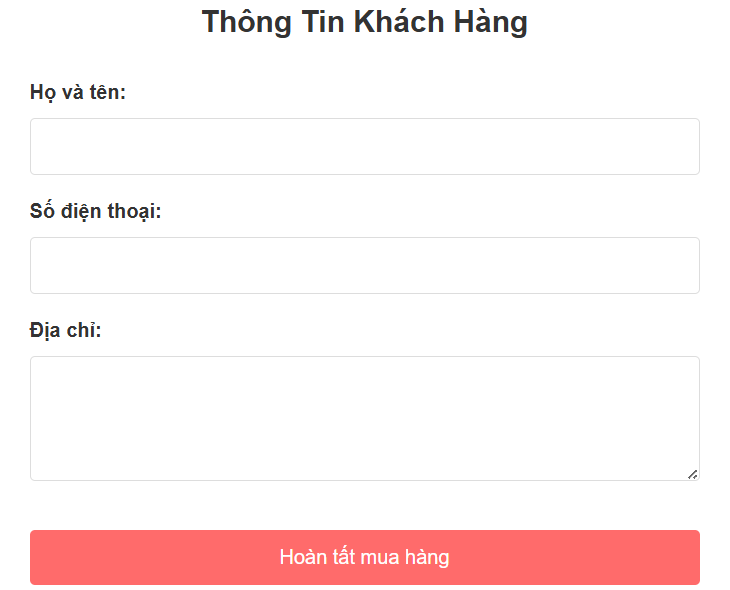 Thông Tin Khách Hàng
Họ và tên:
Số điện thoại:
Địa chỉ:
Hoàn tất mua hàng